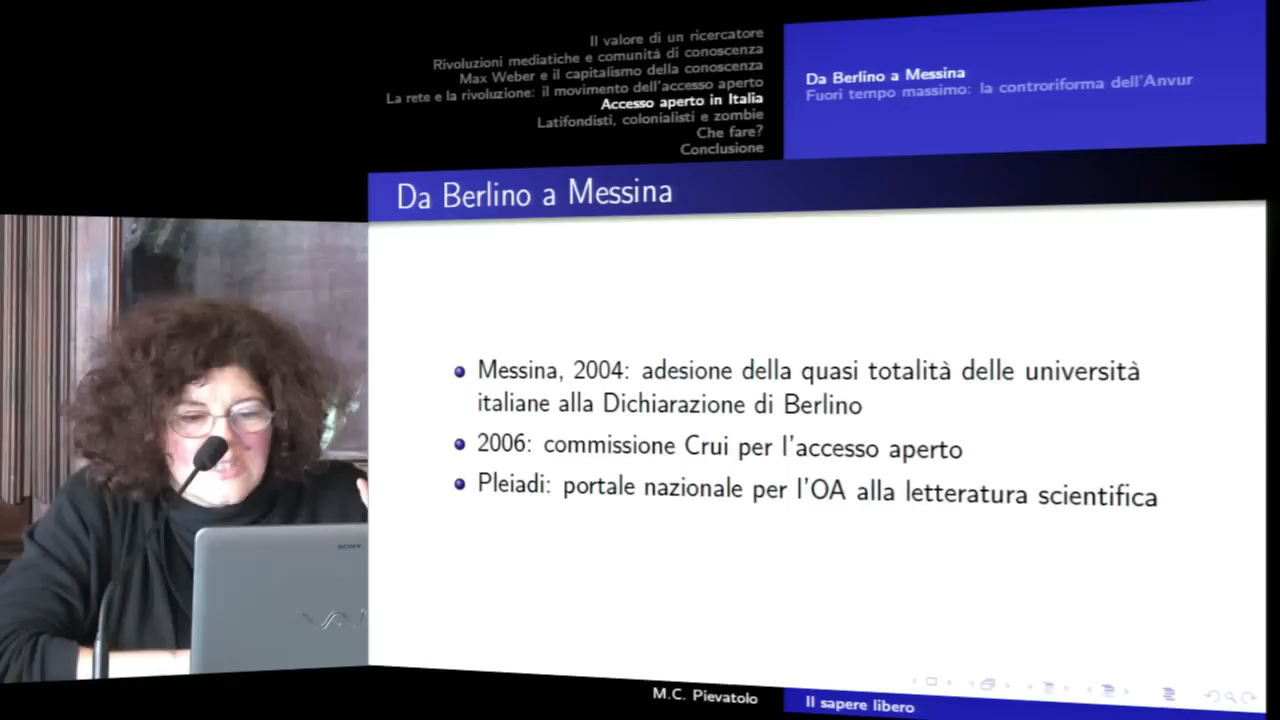 Il valore di un ricercatore
Rivoluzioni mediatiche e comunità di conoscenza
Max Weber e il capitalismo della conoscenza
La rete e la rivoluzione: il movimento dell'accesso aperto
Accesso aperto in Italia
Latifondisti, colonialisti e zombie
Che fare?
Conclusione
Da Berlino a Messina
Fuori tempo massimo: la controriforma dell'Anvur
Da Berlino a Messina
Messina, 2004: adesione della quasi totalità delle università
italiane alla Dichiarazione di Berlino
2006: commissione Crui per l'accesso aperto
Pleiadi: portale nazionale per l'OA alla letteratura scientifica
SONY
VAIO
M.C. Pievatolo
Il sapere libero